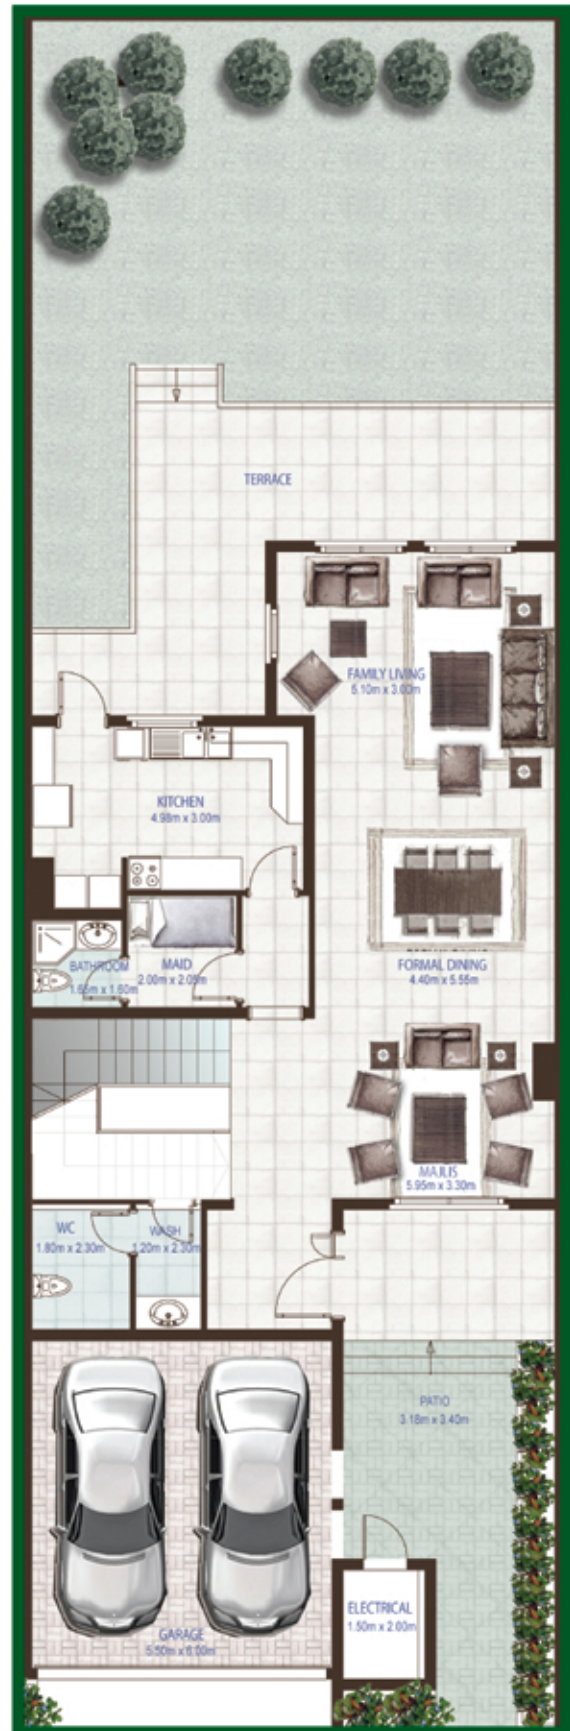 TERRACE
FAMILY LIVING
5.10m x 3.00m
KITCHEN
4.98m x 3.00m
BATHROOM
1.65m x 1.60m
MAID
2.00m x 2.05m
FORMAL DINING
4.40m x 5.55m
MAJLIS
5.95m x 3.30m
WC
1.80m x 2.30m
WASH
1.20m x 2.30m
PATIO
3.18m x 3.40m
ELECTRICAL
1.50m x 2.00m
GARAGE
5.50m x 6.00m